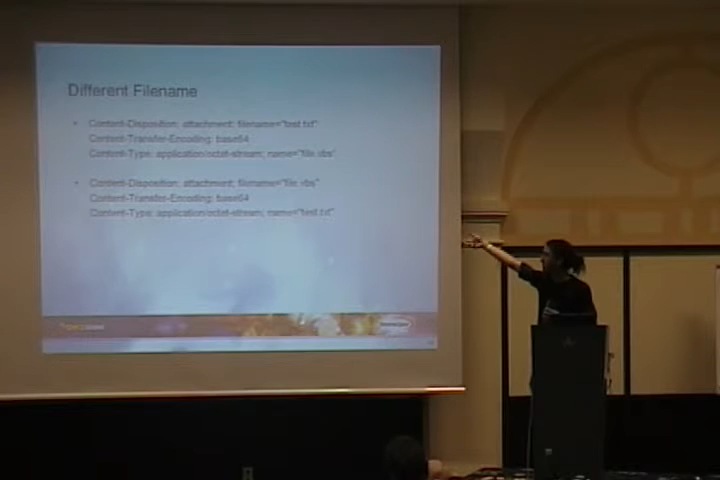 Different Filename
• Content-Disposition: attachment; filename="test.txt"
Content-Transfer-Encoding: base64
Content-Type: application/octet-stream; name="file.vbs"
• Content-Disposition: attachment; filename="file.vbs"
Content-Transfer-Encoding: base64
Content-Type: application/octet-stream; name="test.txt"